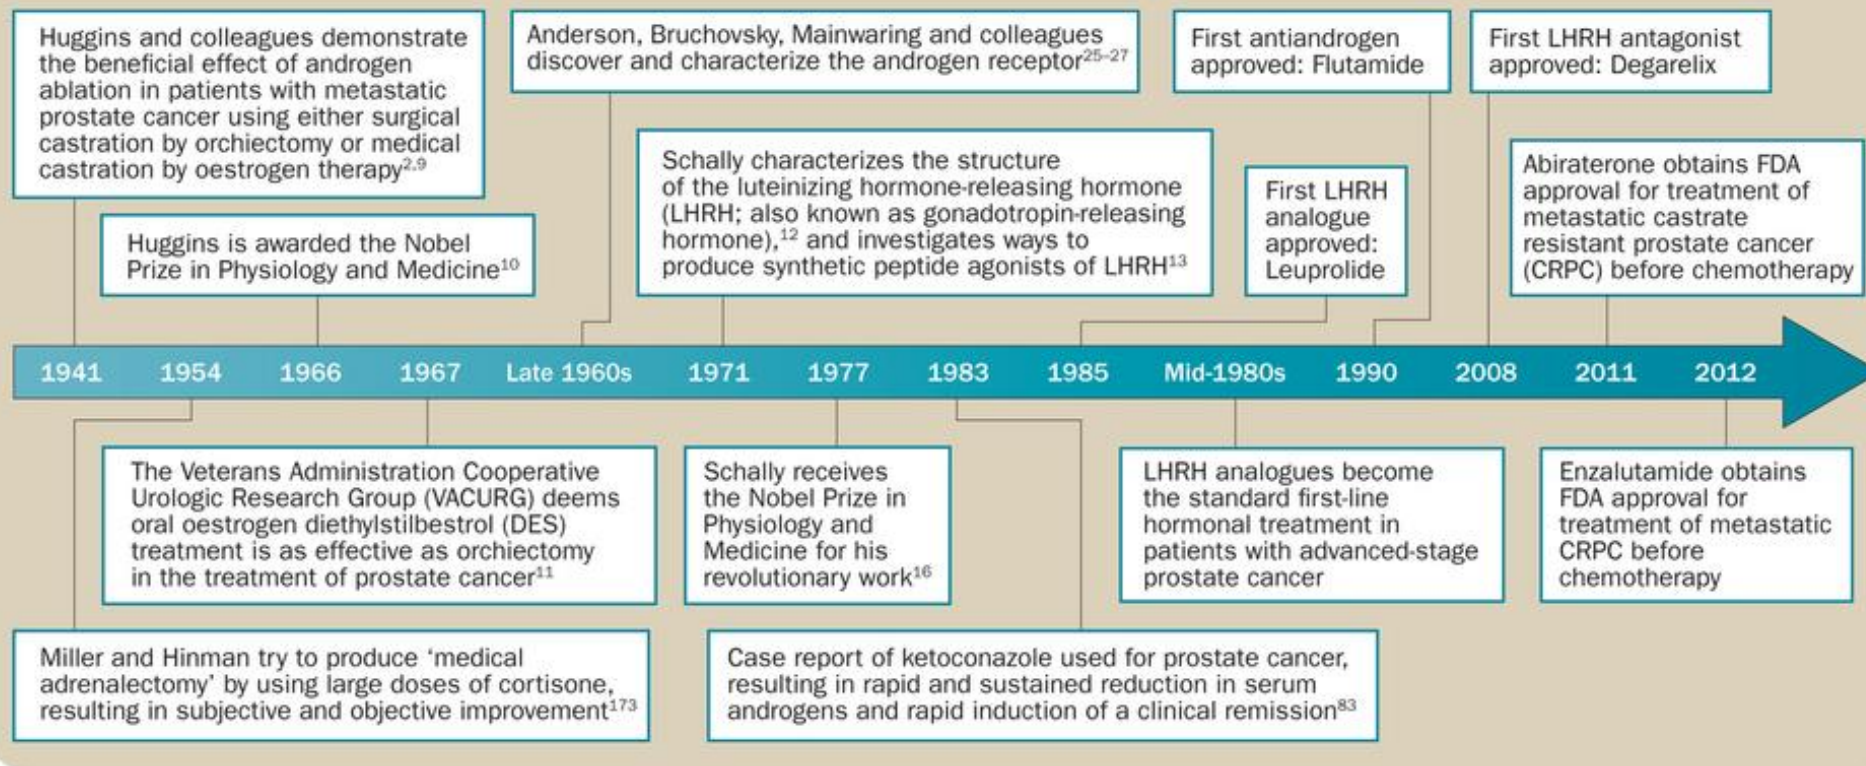 Huggins and colleagues demonstrate
the beneficial effect of androgen
ablation in patients with metastatic
prostate cancer using either surgical
castration by orchiectomy or medical
castration by oestrogen therapy2,9
Anderson, Bruchovsky, Mainwaring and colleagues
discover and characterize the androgen receptor25–27
First antiandrogen
approved: Flutamide
First LHRH antagonist
approved: Degarelix
Huggins is awarded the Nobel
Prize in Physiology and Medicine10
Schally characterizes the structure
of the luteinizing hormone-releasing hormone
(LHRH; also known as gonadotropin-releasing
hormone),12 and investigates ways to
produce synthetic peptide agonists of LHRH13
First LHRH
analogue
approved:
Leuprolide
Abiraterone obtains FDA
approval for treatment of
metastatic castrate
resistant prostate cancer
(CRPC) before chemotherapy
1941 1954 1966 1967 Late 1960s 1971 1977 1983 1985 Mid-1980s 1990 2008 2011 2012
The Veterans Administration Cooperative
Urologic Research Group (VACURG) deems
oral oestrogen diethylstilbestrol (DES)
treatment is as effective as orchiectomy
in the treatment of prostate cancer11
Schally receives
the Nobel Prize in
Physiology and
Medicine for his
revolutionary work16
LHRH analogues become
the standard first-line
hormonal treatment in
patients with advanced-stage
prostate cancer
Enzalutamide obtains
FDA approval for
treatment of metastatic
CRPC before
chemotherapy
Miller and Hinman try to produce ‘medical
adrenalectomy’ by using large doses of cortisone,
resulting in subjective and objective improvement173
Case report of ketoconazole used for prostate cancer,
resulting in rapid and sustained reduction in serum
androgens and rapid induction of a clinical remission83